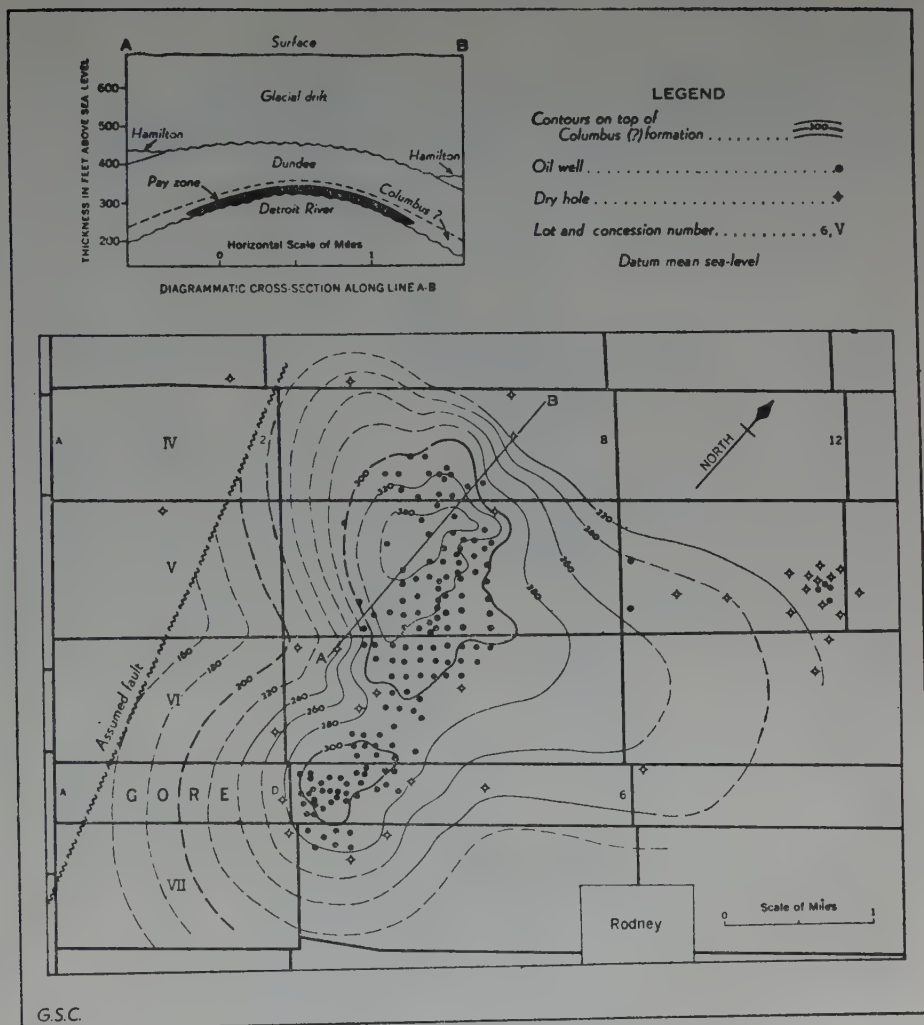 A B
Surface
THICKNESS IN FEET ABOVE SEA LEVEL
600
500
400
300
200
Glacial drift
Hamilton
Dundee
Hamilton
Pay zone
Columbus ?
Detroit River
Horizontal Scale of Miles
0 1
DIAGRAMMATIC CROSS-SECTION ALONG LINE A-B
LEGEND
Contours on top of
Columbus (?) formation . . . . . . . . 300
Oil well . . . . . . . . . . . . . . . . . . . . . . . . . .
Dry hole . . . . . . . . . . . . . . . . . . . . . . . . .
Lot and concession number . . . . . . . . . . . 6, V
Datum mean sea-level
A IV 2 B 8 12
NORTH
300
320
340
220
240
260
V
A
160
180
200
220
240
260
280
VI
Assumed fault
300
A GORE D 6
VII
Rodney
Scale of Miles
0 1
G.S.C.